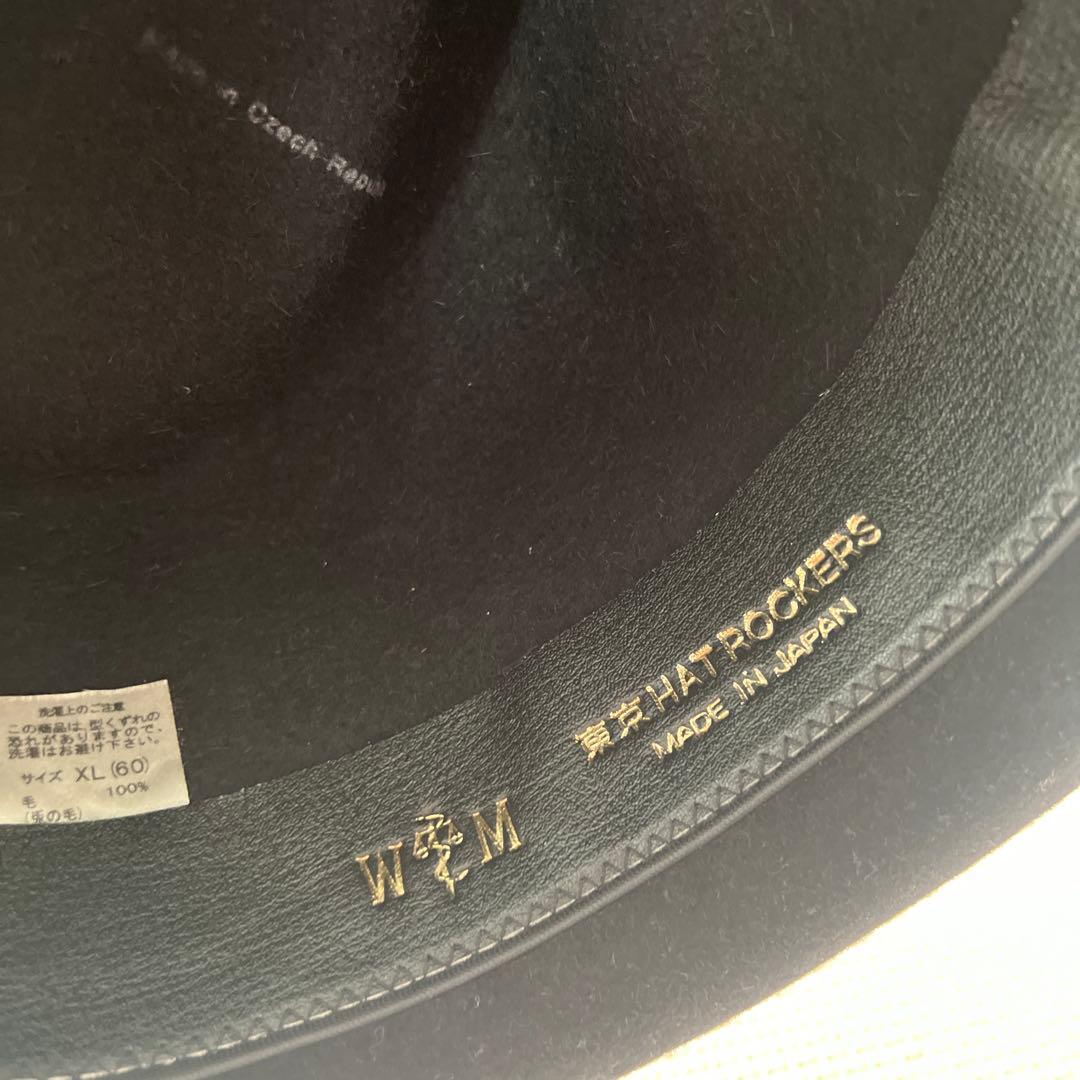 Czech
洗濯上のご注意
この商品は、型くずれの
恐れがありますので、
洗濯はお避け下さい。
サイズ XL(60)
毛 100%
(兎の毛)
東京 HAT ROCKERS
MADE IN JAPAN
W M